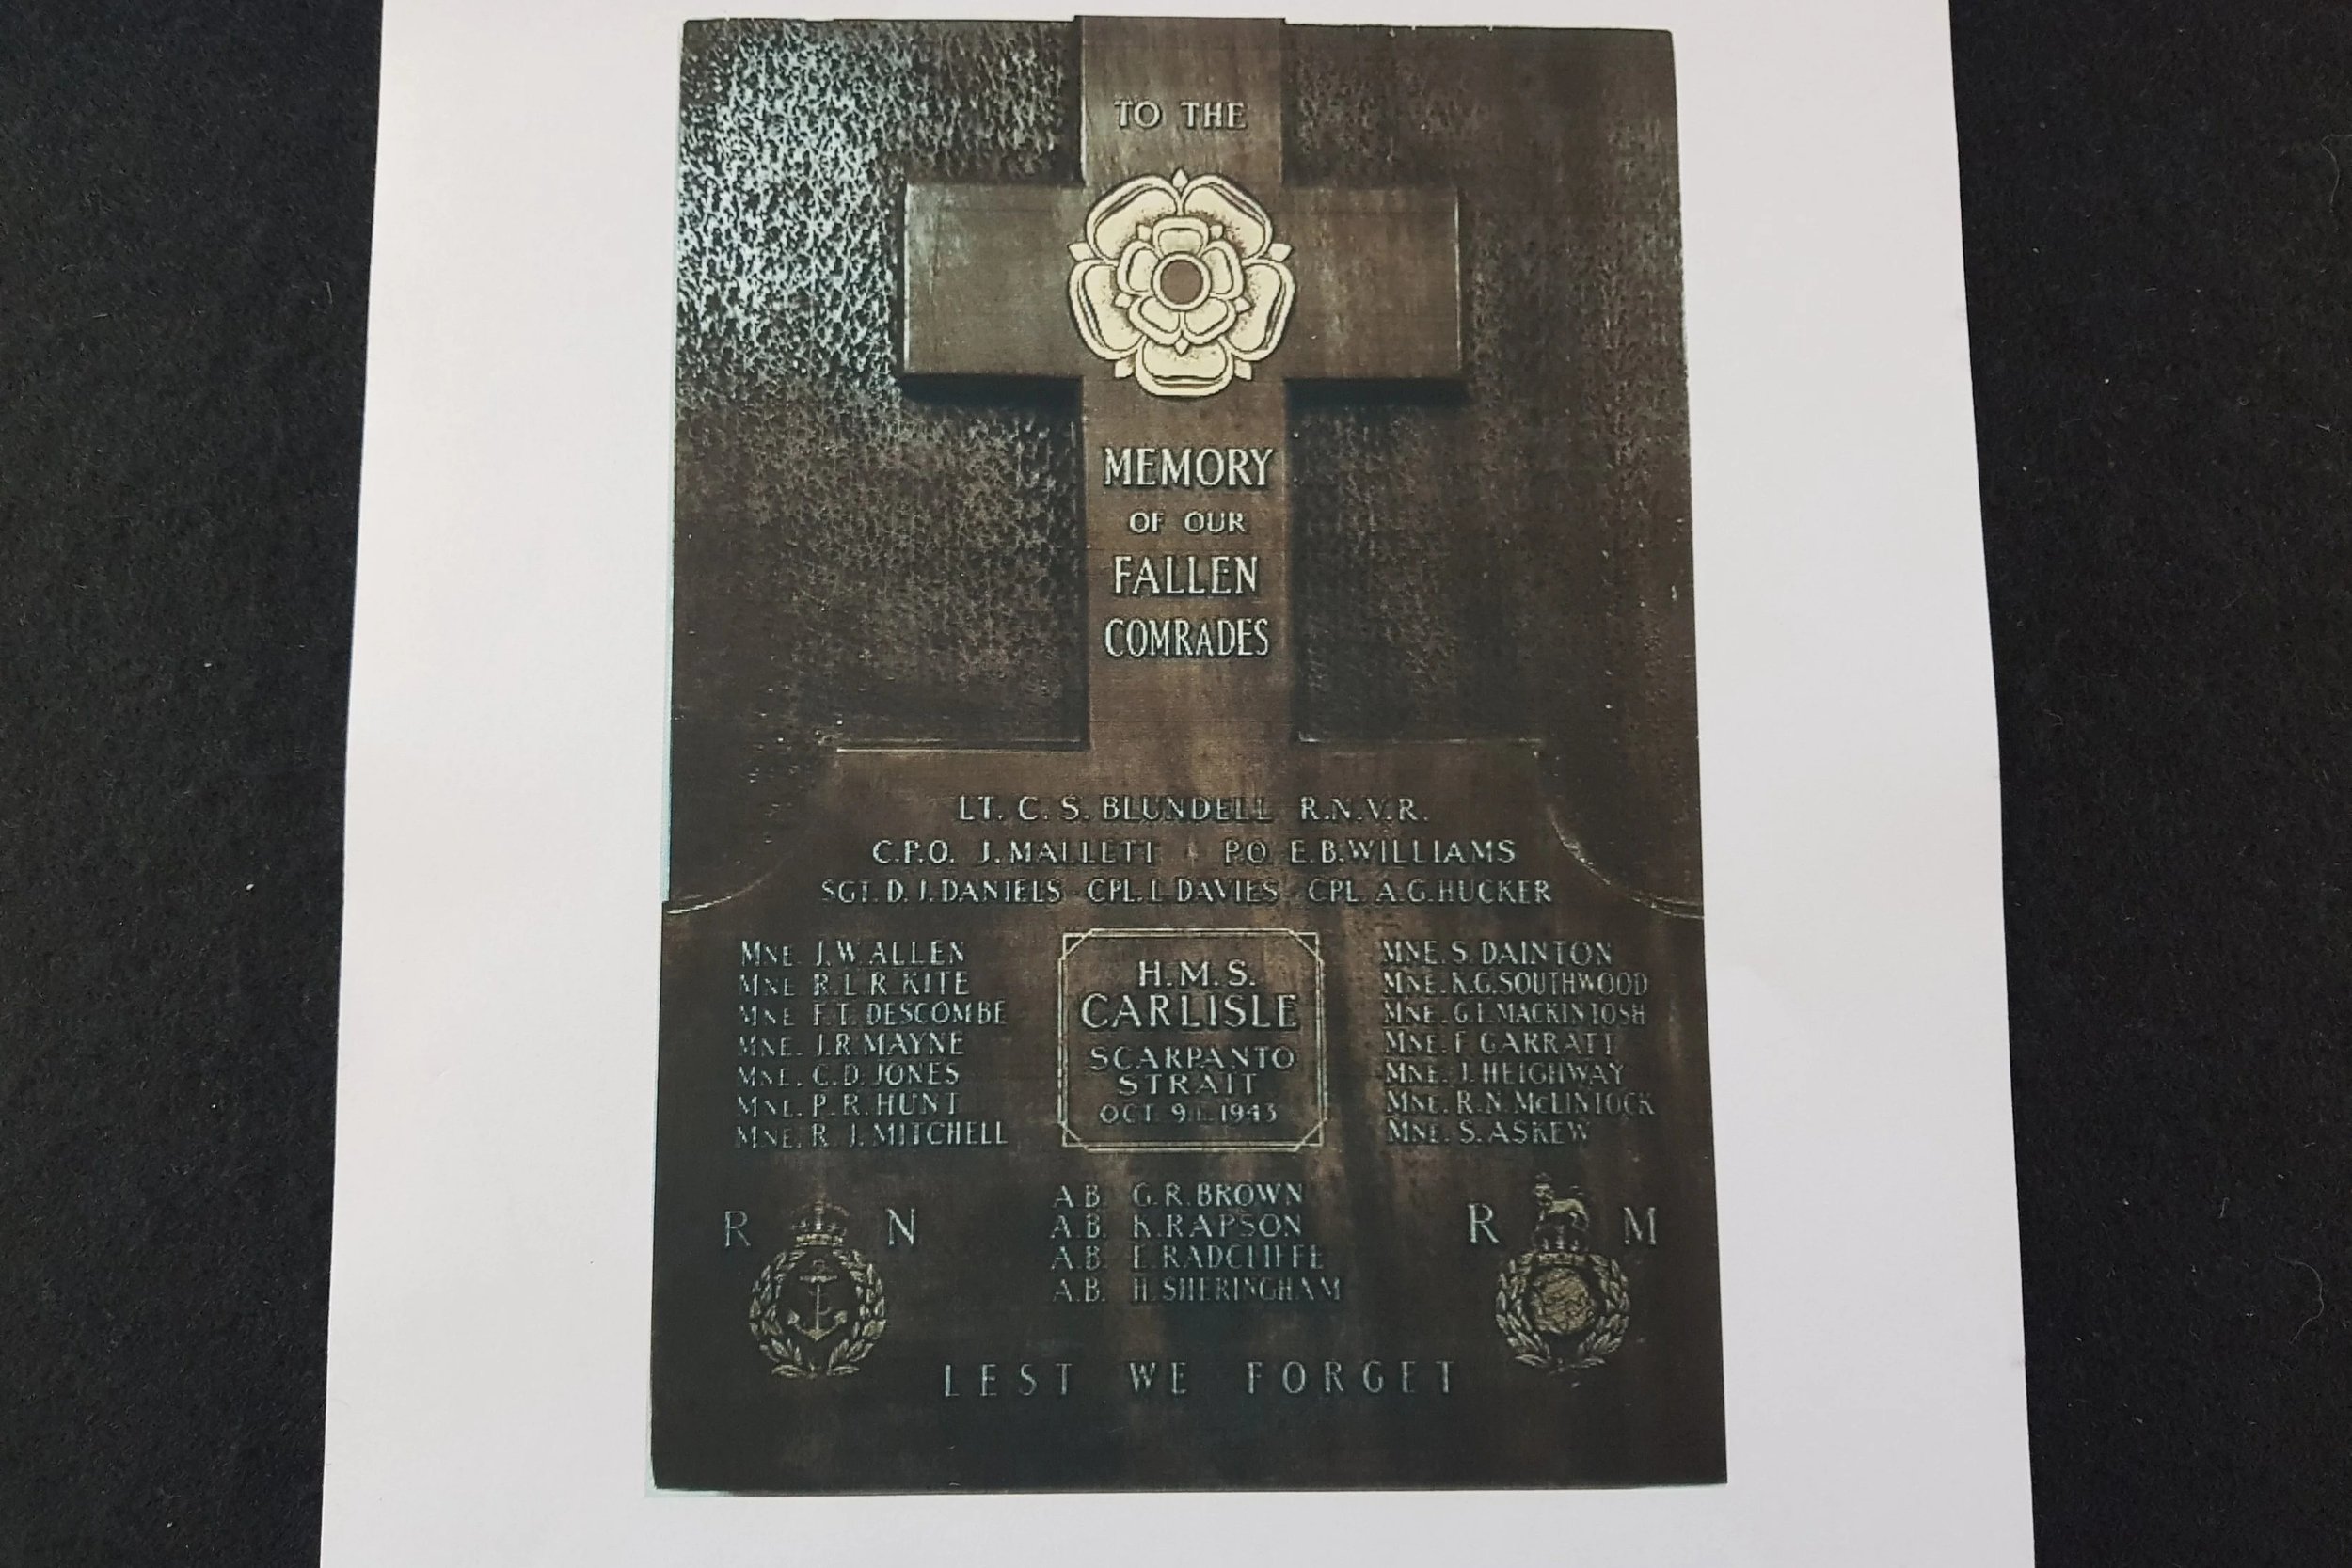 TO THE
MEMORY
OF OUR
FALLEN
COMRADES
LT. C. S. BLUNDELL R.N.V.R.
C.P.O. J. MALLETT P.O. E.B. WILLIAMS
SGT. D. J. DANIELS - CPL. L. DAVIES - CPL. A.G. HUCKER
MNE. J.W. ALLEN
MNE. R.L.R. KITE
MNE. F.T. DESCOMBE
MNE. J.R. MAYNE
MNE. C.D. JONES
MNE. P.R. HUNT
MNE. R. J. MITCHELL
H.M.S.
CARLISLE
SCARPANTO
STRAIT
OCT. 9TH 1943
MNE. S. DAINTON
MNE. K.G. SOUTHWOOD
MNE. MACKINTOSH
MNE. F. GARRATT
MNE. J. HEIGHWAY
MNE. R.N. McLINTOCK
MNE. S. ASKEW
A.B. G.R. BROWN
A.B. K. RAPSON
A.B. E. RADCLIFFE
A.B. H. SHERINGHAM
R N
R M
LEST WE FORGET